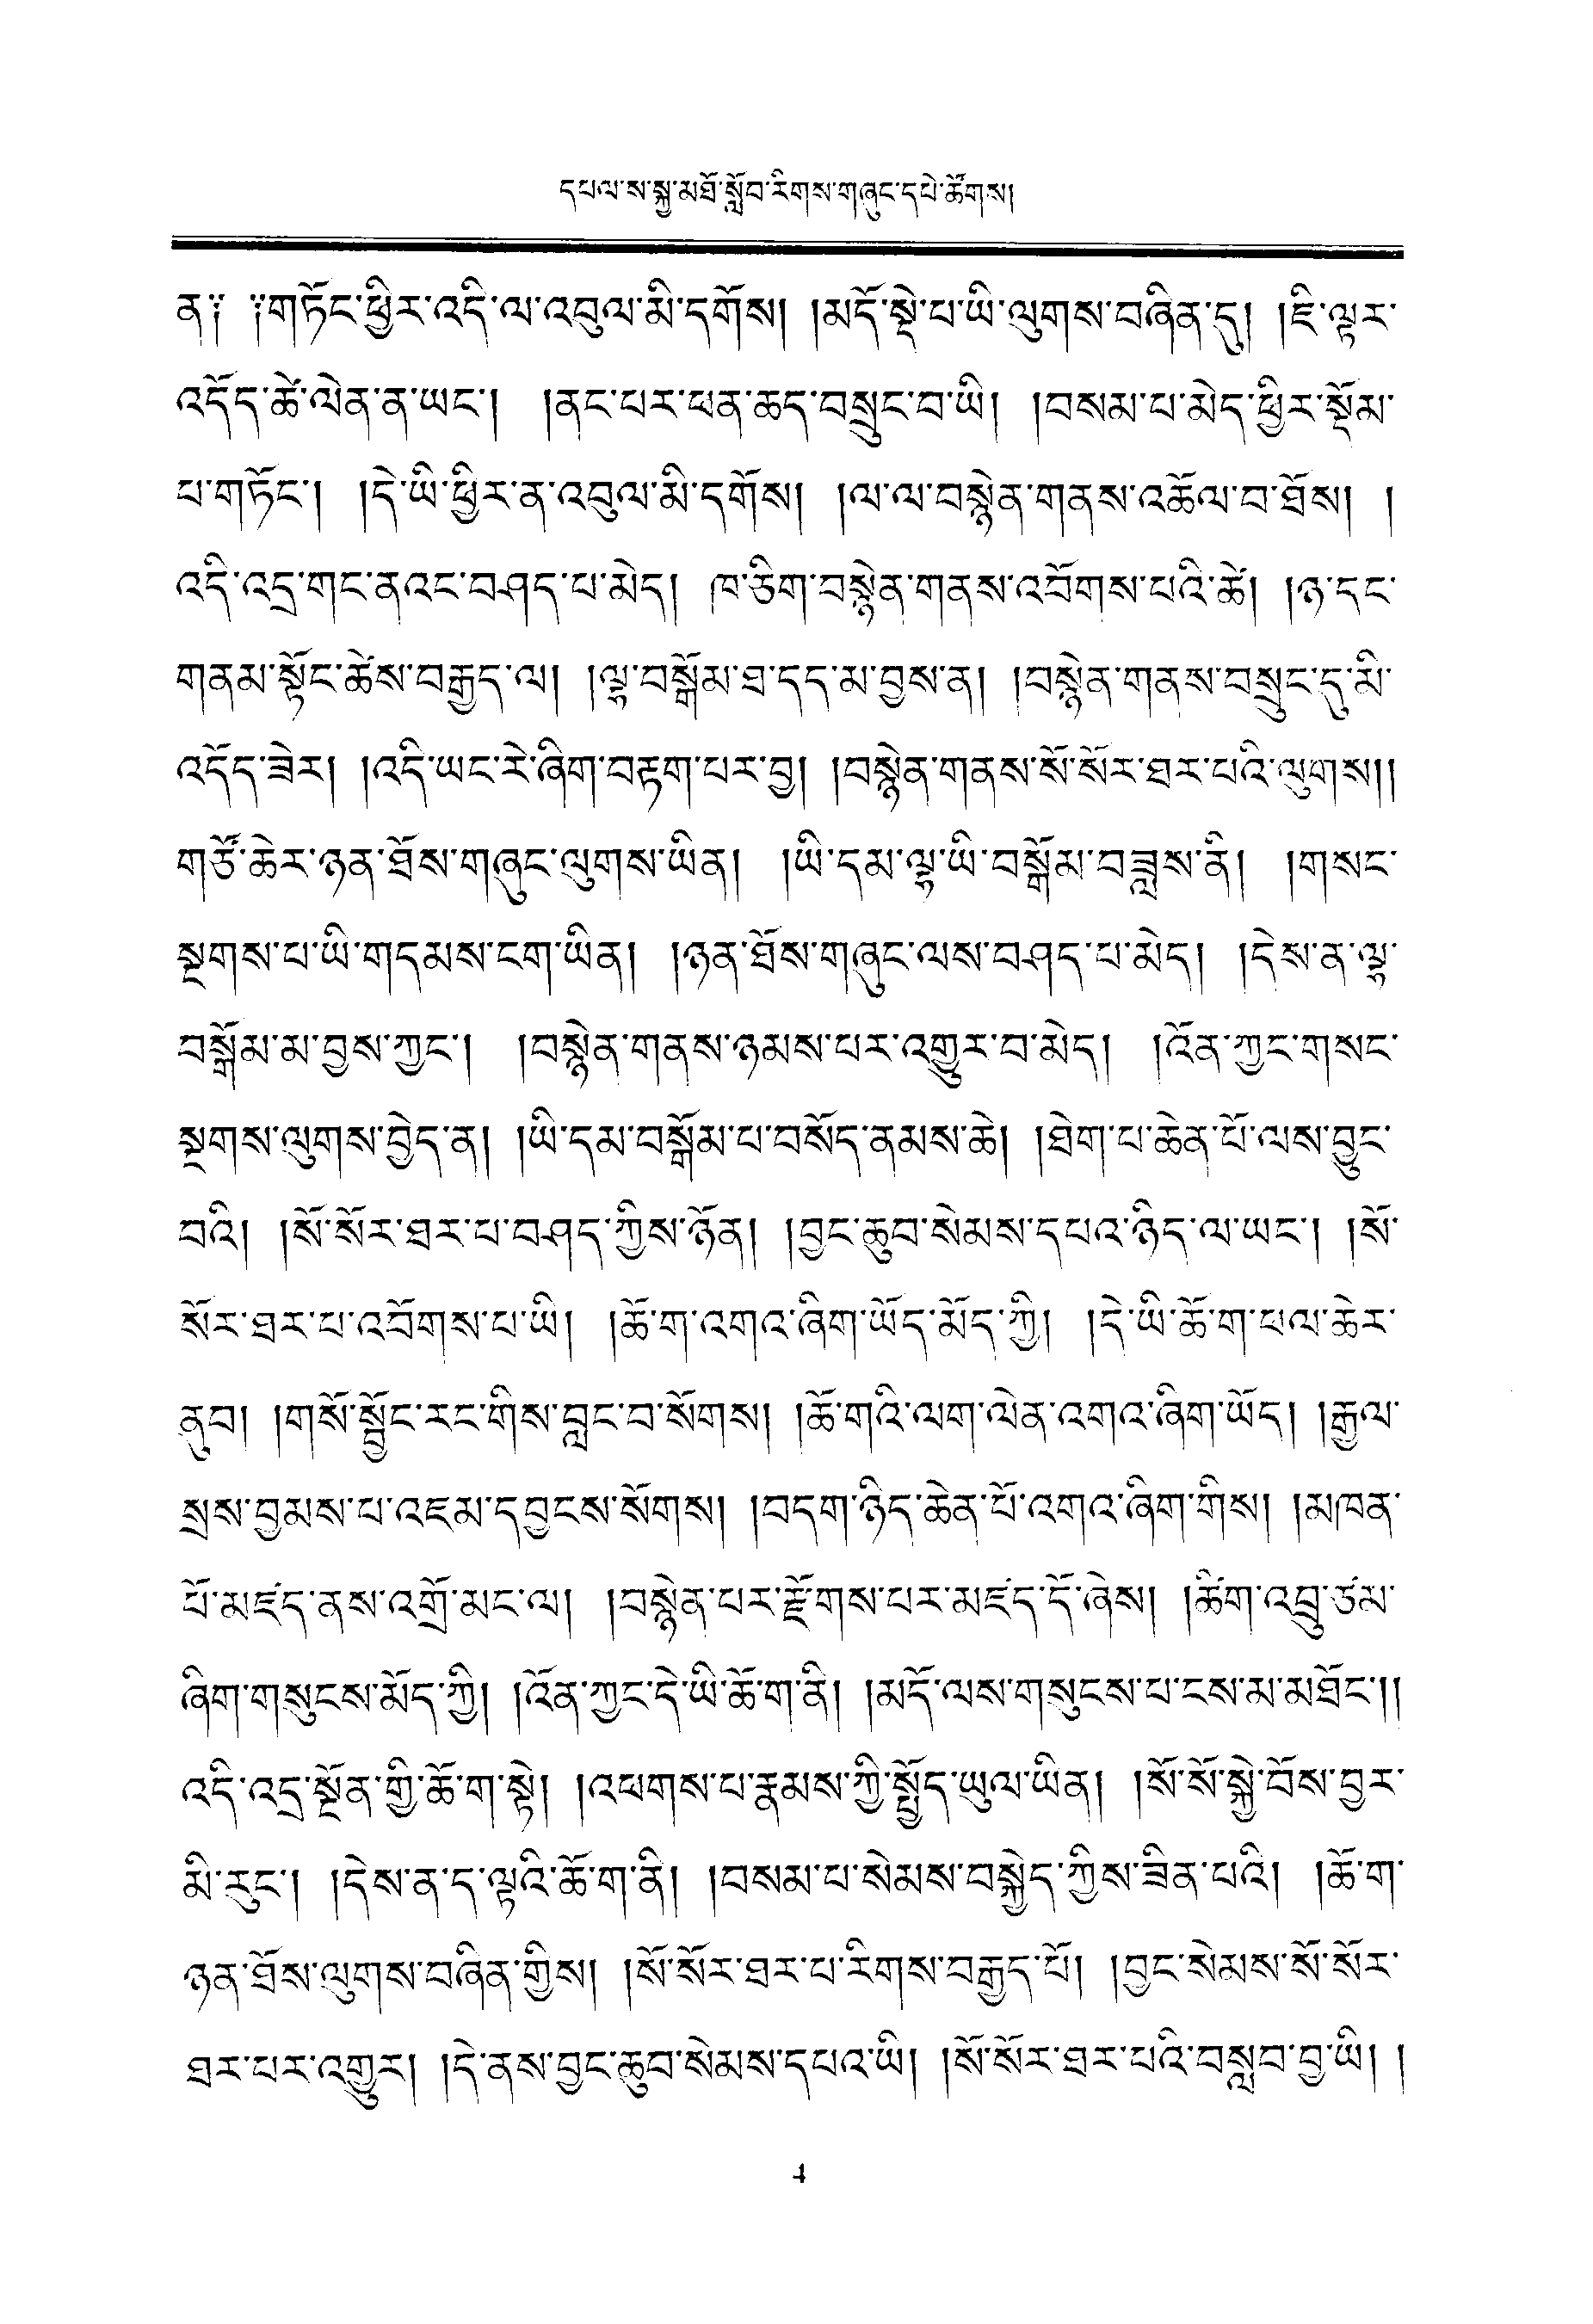 དཔལ་ས་སྐྱ་མཐོ་སློབ་རིགས་གཞུང་དཔེ་ཚོགས།
ན༑ ༑གཏོང་ཕྱིར་འདི་ལ་འབུལ་མི་དགོས། །མདོ་སྡེ་པ་ཡི་ལུགས་བཞིན་དུ། །ཇི་ལྟར་
འདོད་ཚེ་ལེན་ན་ཡང་། །ནང་པར་ཕན་ཆད་བསྲུང་བ་ཡི། །བསམ་པ་མེད་ཕྱིར་སྡོམ་
པ་གཏོང་། །དེ་ཡི་ཕྱིར་ན་འབུལ་མི་དགོས། །ལ་ལ་བསྙེན་གནས་འཆོལ་བ་ཐོས། །
འདི་འདྲ་གང་ནའང་བཤད་པ་མེད། ཁ་ཅིག་བསྙེན་གནས་འབོགས་པའི་ཚེ། །ཉ་དང་
གནམ་སྟོང་ཚེས་བརྒྱད་ལ། །ལྷ་བསྒོམ་ཐ་དད་མ་བྱས་ན། །བསྙེན་གནས་བསྲུང་དུ་མི་
འདོད་ཟེར། །འདི་ཡང་རེ་ཞིག་བརྟག་པར་བྱ། །བསྙེན་གནས་སོ་སོར་ཐར་པའི་ལུགས།།
གཙོ་ཆེར་ཉན་ཐོས་གཞུང་ལུགས་ཡིན། །ཡི་དམ་ལྷ་ཡི་བསྒོམ་བཟླས་ནི། །གསང་
སྔགས་པ་ཡི་གདམས་ངག་ཡིན། །ཉན་ཐོས་གཞུང་ལས་བཤད་པ་མེད། །དེས་ན་ལྷ་
བསྒོམ་མ་བྱས་ཀྱང་། །བསྙེན་གནས་ཉམས་པར་འགྱུར་བ་མེད། །འོན་ཀྱང་གསང་
སྔགས་ལུགས་བྱེད་ན། །ཡི་དམ་བསྒོམ་པ་བསོད་ནམས་ཆེ། །ཐེག་པ་ཆེན་པོ་ལས་བྱུང་
བའི། །སོ་སོར་ཐར་པ་བཤད་ཀྱིས་ཉོན། །བྱང་ཆུབ་སེམས་དཔའ་ཉིད་ལ་ཡང་། །སོ་
སོར་ཐར་པ་འབོགས་པ་ཡི། །ཆོ་ག་འགའ་ཞིག་ཡོད་མོད་ཀྱི། །དེ་ཡི་ཆོ་ག་ཕལ་ཆེར་
ནུབ། །གསོ་སྦྱོང་རང་གིས་བླང་བ་སོགས། །ཆོ་གའི་ལག་ལེན་འགའ་ཞིག་ཡོད། །རྒྱལ་
སྲས་བྱམས་པ་འཇམ་དབྱངས་སོགས། །བདག་ཉིད་ཆེན་པོ་འགའ་ཞིག་གིས། །མཁན་
པོ་མཛད་ནས་འགྲོ་མང་ལ། །བསྙེན་པར་རྫོགས་པར་མཛད་དོ་ཞེས། །ཚིག་འབྲུ་ཙམ་
ཞིག་གསུངས་མོད་ཀྱི། །འོན་ཀྱང་དེ་ཡི་ཆོ་ག་ནི། །མདོ་ལས་གསུངས་པ་ངས་མ་མཐོང་།།
འདི་འདྲ་སྔོན་གྱི་ཆོ་ག་སྟེ། །འཕགས་པ་རྣམས་ཀྱི་སྤྱོད་ཡུལ་ཡིན། །སོ་སོ་སྐྱེ་བོས་བྱར་
མི་རུང་། །དེས་ན་ད་ལྟའི་ཆོ་ག་ནི། །བསམ་པ་སེམས་བསྐྱེད་ཀྱིས་ཟིན་པའི། །ཆོ་ག་
ཉན་ཐོས་ལུགས་བཞིན་གྱིས། །སོ་སོར་ཐར་པ་རིགས་བརྒྱད་པོ། །བྱང་སེམས་སོ་སོར་
ཐར་པར་འགྱུར། །དེ་ནས་བྱང་ཆུབ་སེམས་དཔའ་ཡི། །སོ་སོར་ཐར་པའི་བསླབ་བྱ་ཡི། །
4